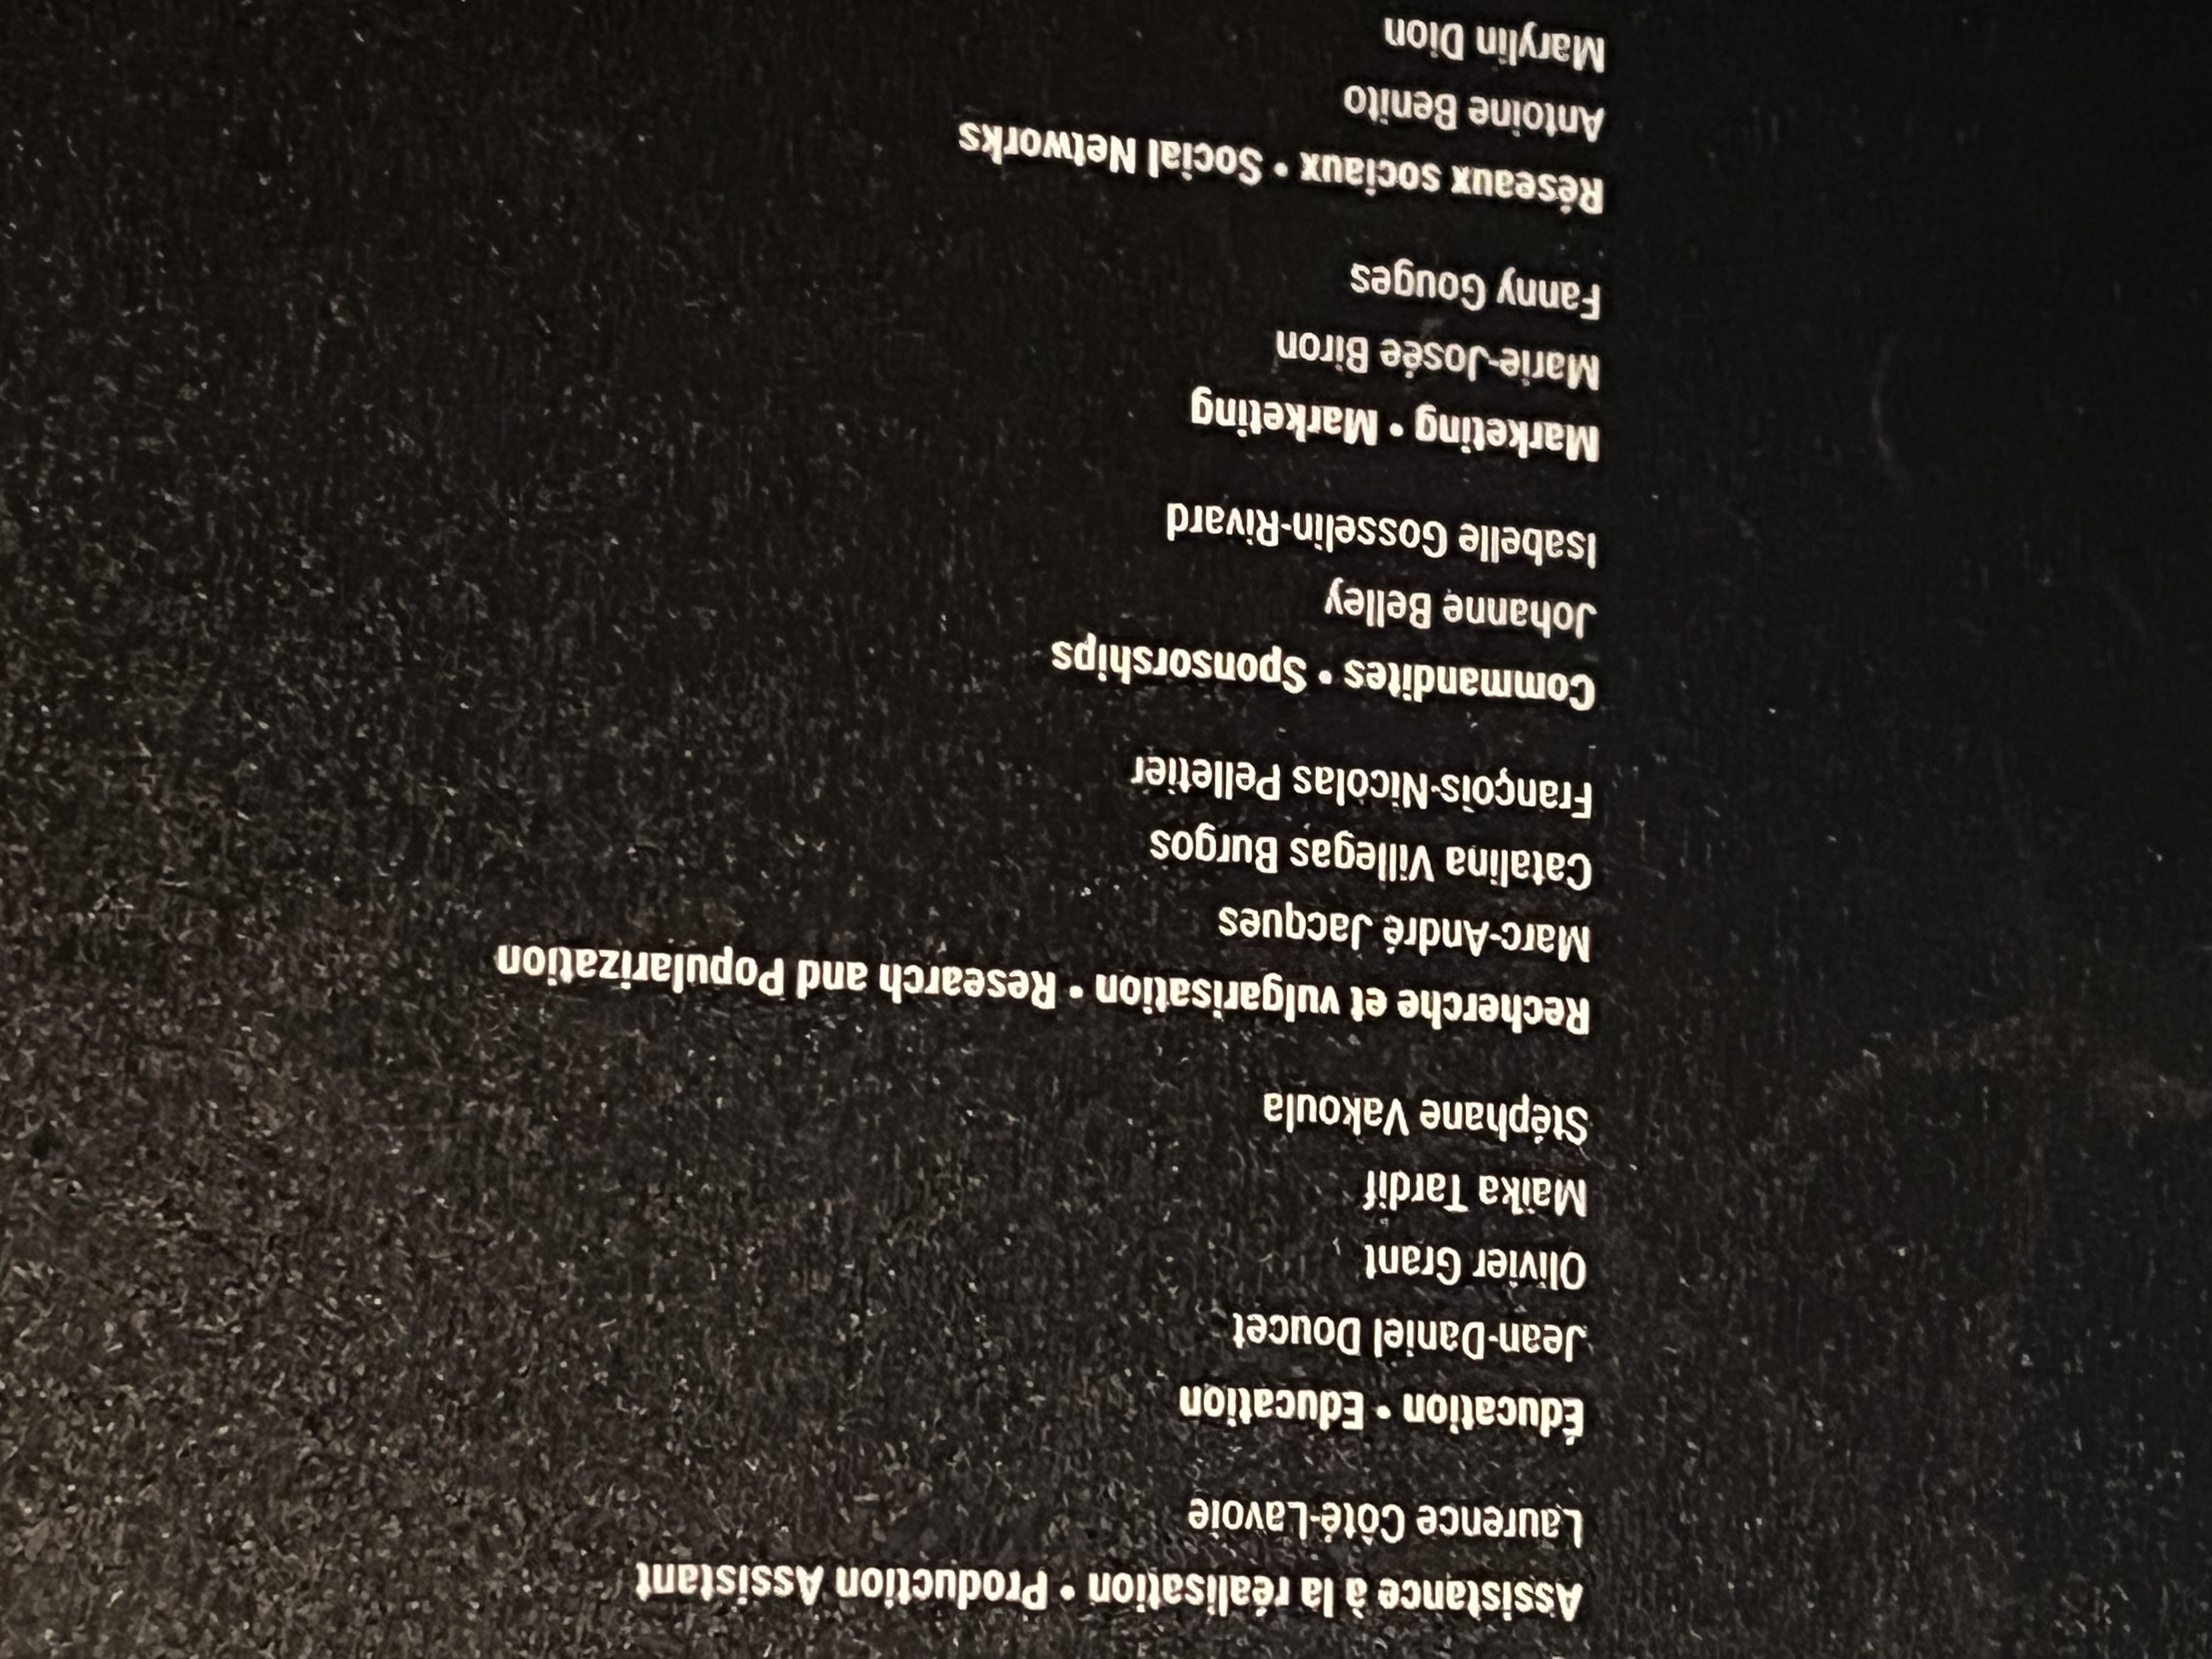 Assistance à la réalisation • Production Assistant
Laurence Côté-Lavoie
Éducation • Education
Jean-Daniel Doucet
Olivier Grant
Maïka Tardif
Stéphane Vakoula
Recherche et vulgarisation • Research and Popularization
Marc-André Jacques
Catalina Villegas Burgos
François-Nicolas Pelletier
Commandites • Sponsorships
Johanne Belley
Isabelle Gosselin-Rivard
Marketing • Marketing
Marie-Josée Biron
Fanny Gouges
Réseaux sociaux • Social Networks
Antoine Benito
Marylin Dion